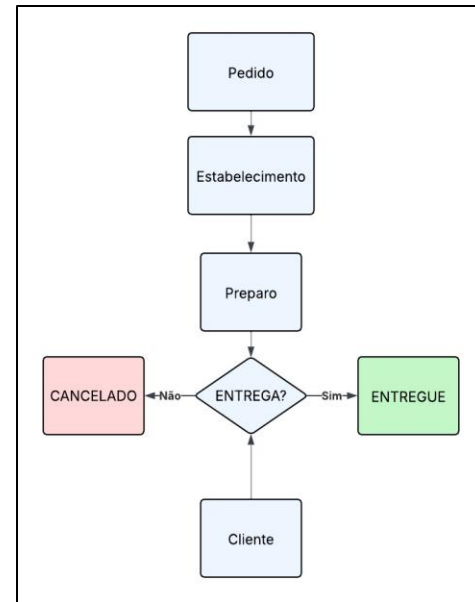 Pedido
Estabelecimento
Preparo
CANCELADO
Não
ENTREGA?
Sim
ENTREGUE
Cliente